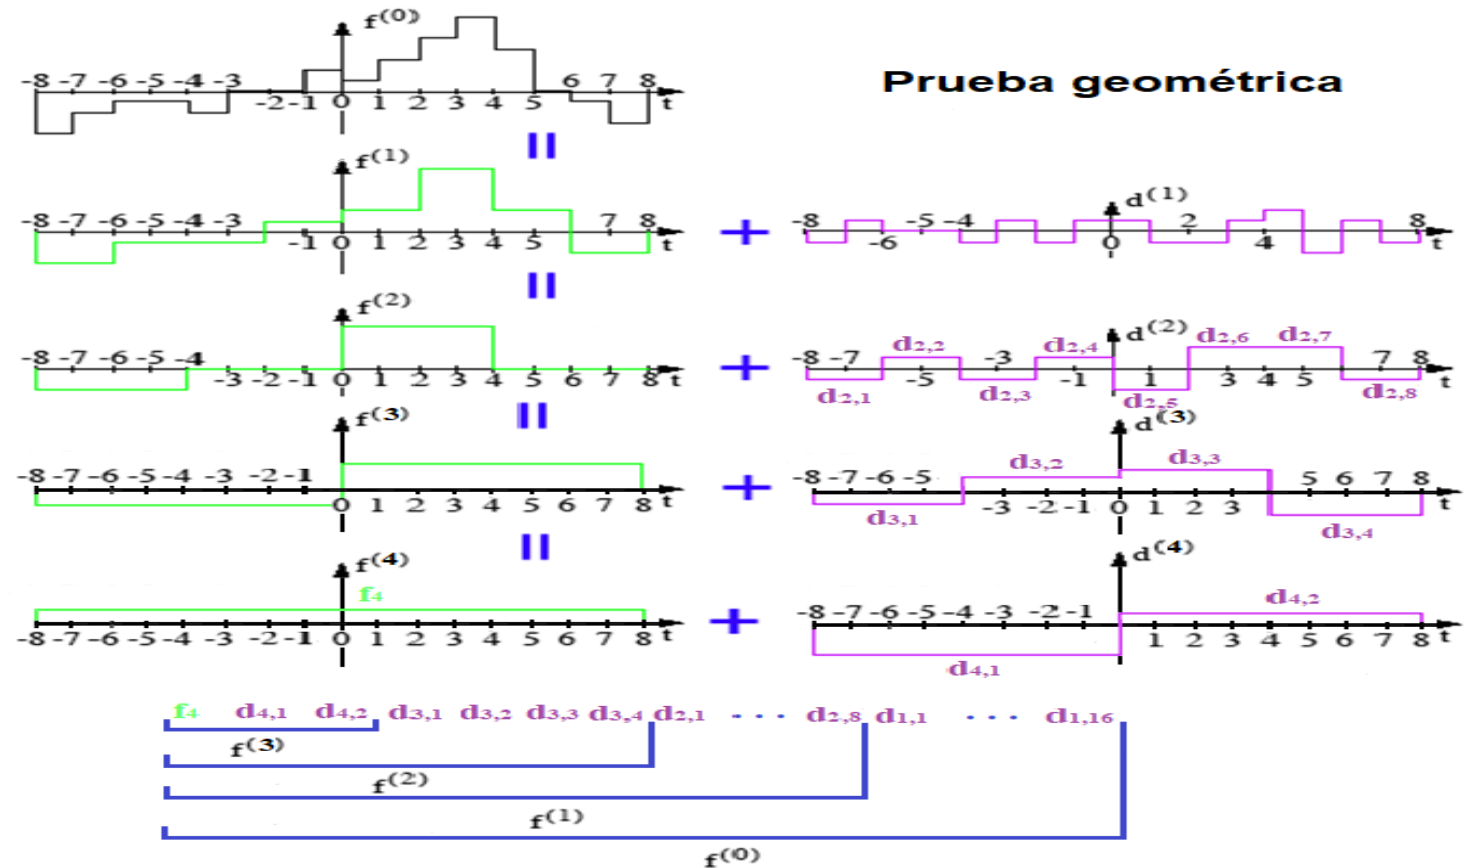 f(0)
-8 -7 -6 -5 -4 -3 6 7 8
-2 -1 0 1 2 3 4 5 t
Prueba geométrica
f(1)
-8 -7 -6 -5 -4 -3 7 8
-1 0 1 2 3 4 5 t
+
d(1)
-8 -5 -4 2 8
-6 0 4 t
f(2)
-8 -7 -6 -5 -4
-3 -2 -1 0 1 2 3 4 5 6 7 8 t
+
d(2)
d2,2 d2,4 d2,6 d2,7
-8 -7 -3 7 8
-5 -1 1 3 4 5 t
d2,1 d2,3 d2,5 d2,8
f(3)
-8 -7 -6 -5 -4 -3 -2 -1
0 1 2 3 4 5 6 7 8 t
+
d(3)
d3,2 d3,3
-8 -7 -6 -5 5 6 7 8
-3 -2 -1 0 1 2 3 t
d3,1 d3,4
f(4)
f4
-8 -7 -6 -5 -4 -3 -2 -1 0 1 2 3 4 5 6 7 8 t
+
d(4)
d4,2
-8 -7 -6 -5 -4 -3 -2 -1
1 2 3 4 5 6 7 8 t
d4,1
f4 d4,1 d4,2 d3,1 d3,2 d3,3 d3,4 d2,1 ... d2,8 d1,1 ... d1,16
f(3)
f(2)
f(1)
f(0)